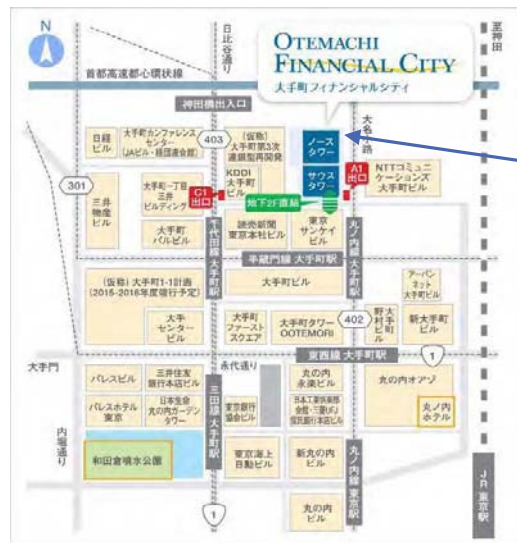 N
日比谷通り
至神田
OTEMACHI
FINANCIAL CITY
大手町フィナンシャルシティ
首都高速都心環状線
神田橋出入口
大名小路
日経
ビル
大手町カンファレンス
センター
(JAビル・経団連会館)
403
(仮称)
大手町第3次
連鎖型再開発
ノース
タワー
KDDI
大手町
ビル
サウス
タワー
A1
出口
NTTコミュニ
ケーションズ
大手町ビル
301
三井
物産
ビル
大手町一丁目
三井
ビルディング
C1
出口
地下2F直結
大手町
パルビル
千代田線 大手町駅
読売新聞
東京本社ビル
東京
サンケイ
ビル
丸ノ内線 大手町駅
半蔵門線 大手町駅
(仮称) 大手町1-1計画
大手町ビル
アーバン
ネット
大手町ビル
大手
センター
ビル
大手町
ファースト
スクエア
大手町タワー
OOTEMORI
402
大手町
野村ビル
新大手町
ビル
東西線 大手町駅
1
大手門
パレスビル
三井住友
銀行本店ビル
永代通り
丸の内
永楽ビル
丸の内オアゾ
パレスホテル
東京
日本生命
丸の内ガーデン
タワー
三田線 大手町駅
東京銀行
協会ビル
日本工業倶楽部
会館・三菱UFJ
信託銀行本店ビル
丸ノ内
ホテル
内堀通り
和田倉噴水公園
東京海上
日動ビル
新丸の内
ビル
丸ノ内線 東京駅
JR 東京駅
丸の内
ビル
1